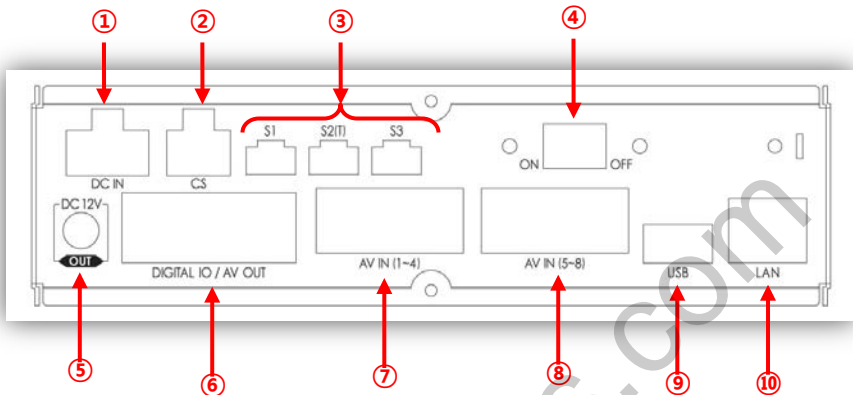 ① ② ③ ④
S1 S2(T) S3
ON OFF
DC IN CS
DC 12V
OUT
DIGITAL IO / AV OUT
AV IN (1~4)
AV IN (5~8)
USB
LAN
⑤ ⑥ ⑦ ⑧ ⑨ ⑩